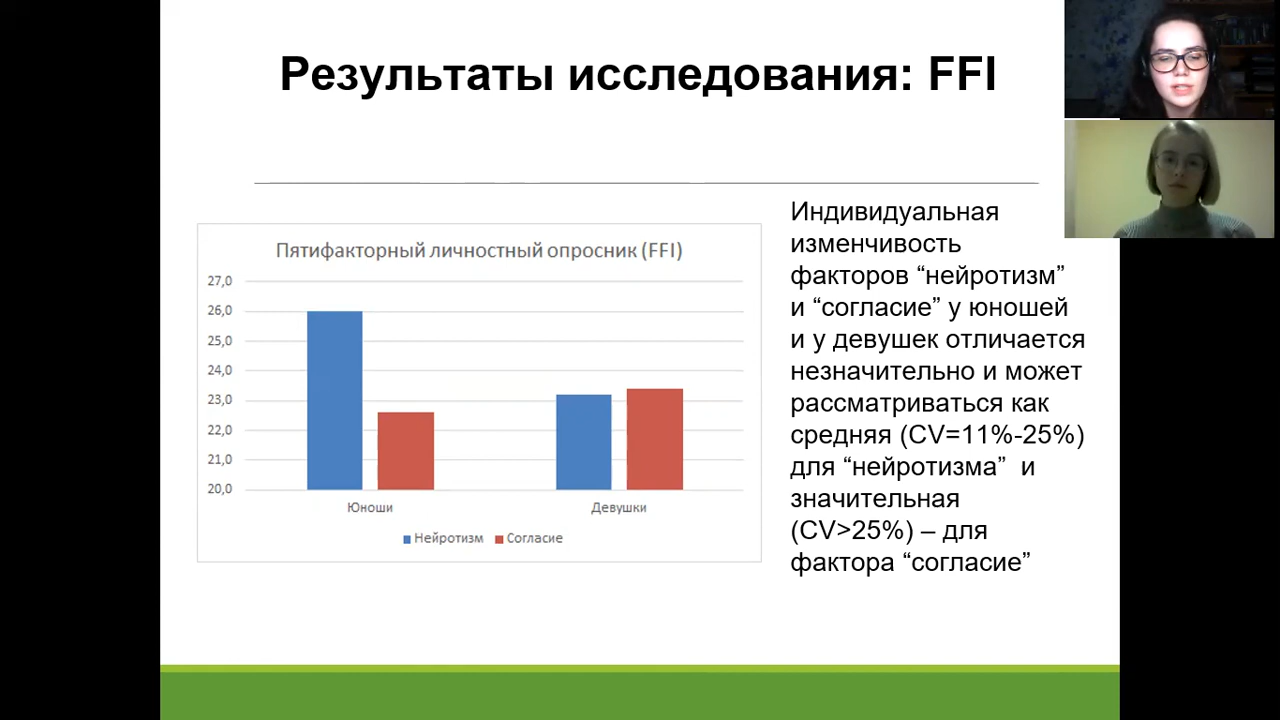 Результаты исследования: FFI
Пятифакторный личностный опросник (FFI)
27,0
26,0
25,0
24,0
23,0
22,0
21,0
20,0
Юноши
Девушки
Нейротизм Согласие
Индивидуальная
изменчивость
факторов “нейротизм”
и “согласие” у юношей
и у девушек отличается
незначительно и может
рассматриваться как
средняя (CV=11%-25%)
для “нейротизма” и
значительная
(CV>25%) – для
фактора “согласие”